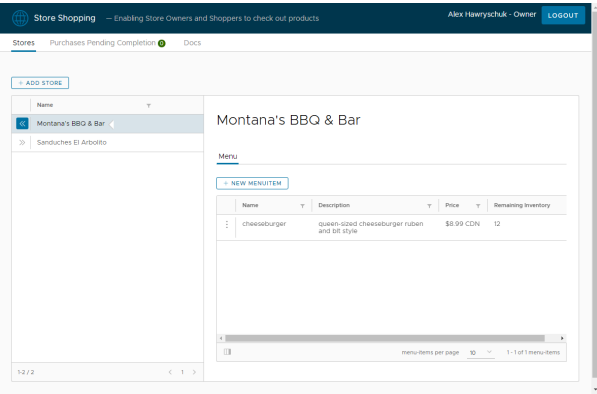 Store Shopping — Enabling Store Owners and Shoppers to check out products
Alex Hawryschuk - Owner LOGOUT
Stores Purchases Pending Completion 0 Docs
+ ADD STORE
Name
Montana's BBQ & Bar
Sanduches El Arbolito
1-2 / 2
1
Montana's BBQ & Bar
Menu
+ NEW MENUITEM
Name Description Price Remaining Inventory
cheeseburger queen-sized cheeseburger ruben $8.99 CDN 12
and blt style
menu-items per page 10 1 - 1 of 1 menu-items